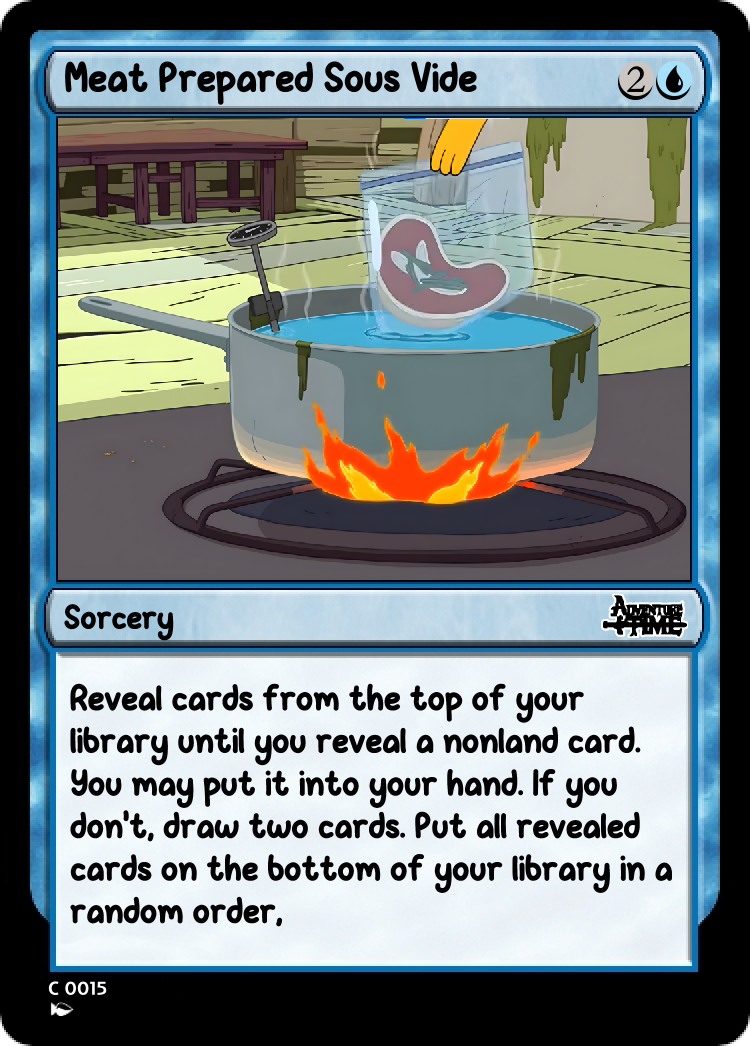 Meat Prepared Sous Vide 2
Sorcery
ADVENTURE
TIME
Reveal cards from the top of your
library until you reveal a nonland card.
You may put it into your hand. If you
don't, draw two cards. Put all revealed
cards on the bottom of your library in a
random order,
C 0015